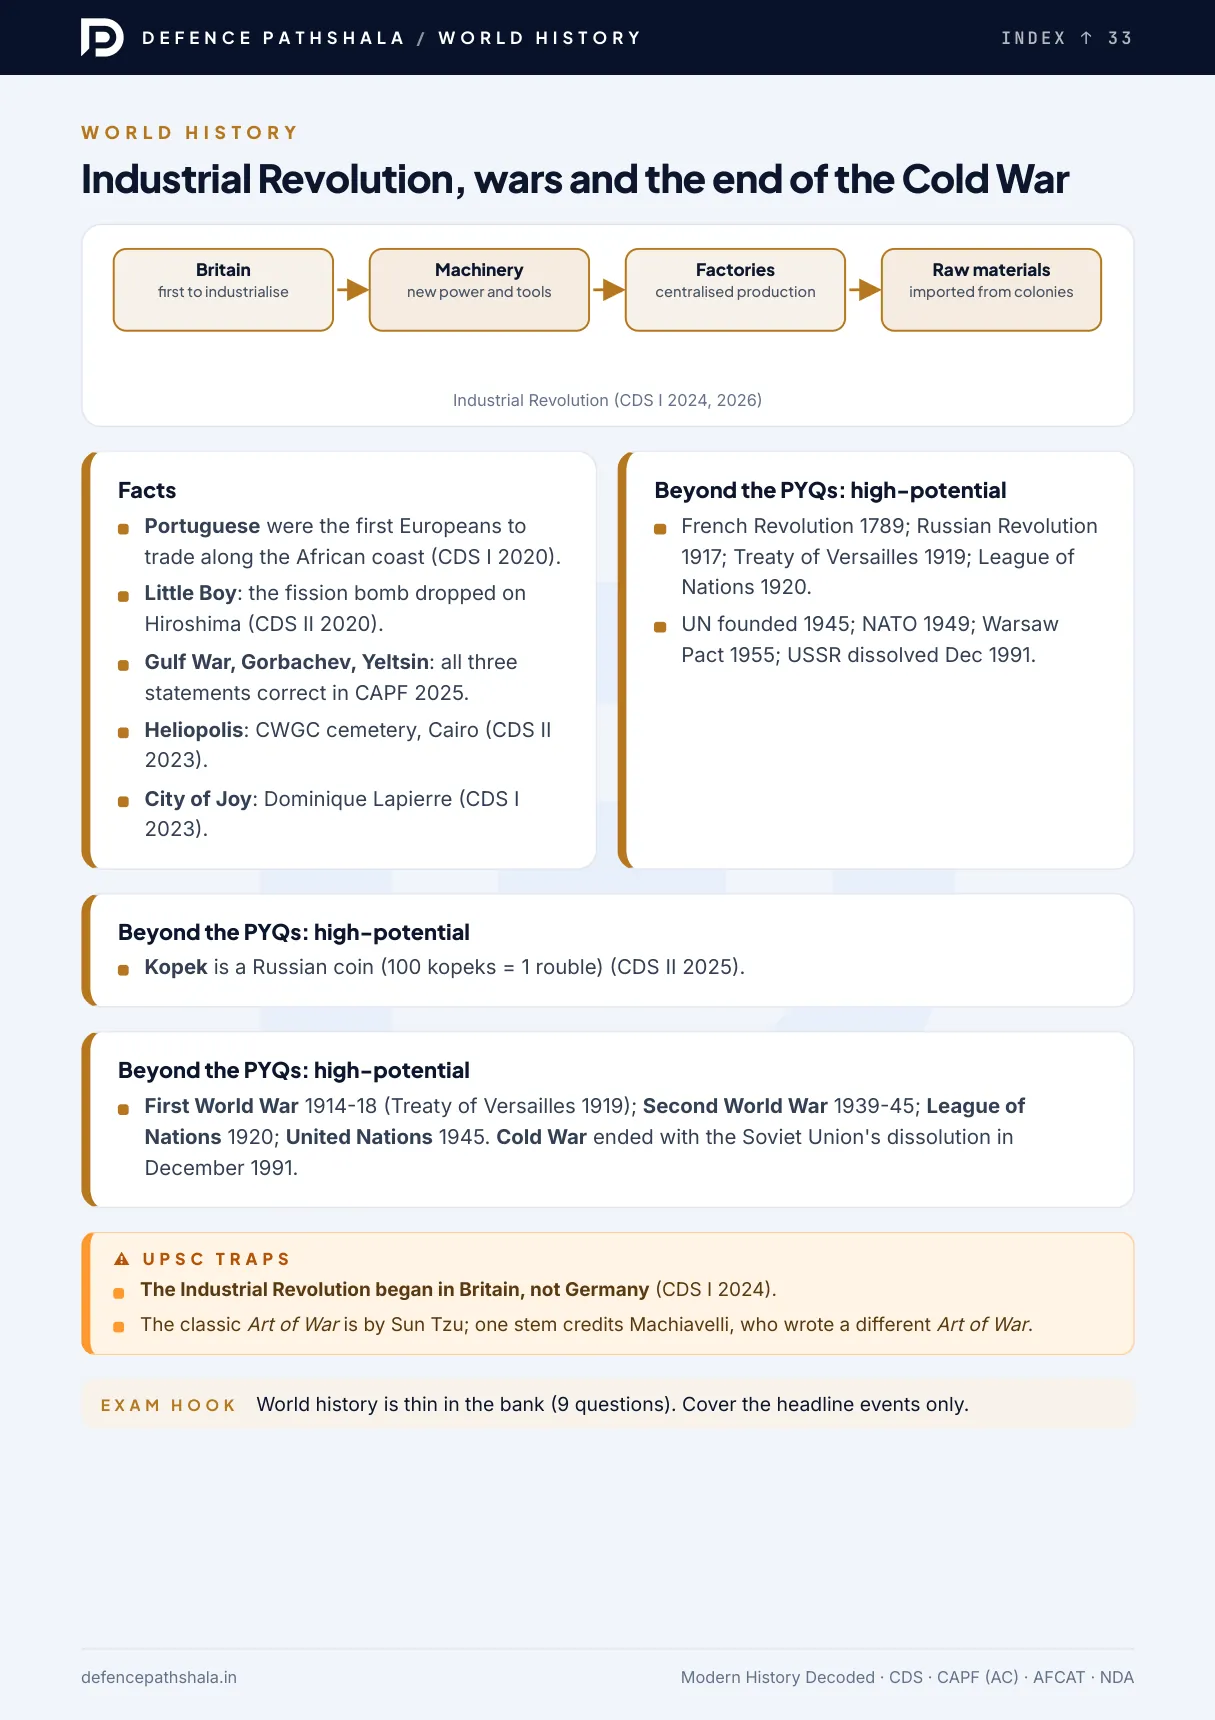 DEFENCE PATHSHALA / WORLD HISTORY
INDEX ↑ 33
WORLD HISTORY
Industrial Revolution, wars and the end of the Cold War
Britain
first to industrialise
Machinery
new power and tools
Factories
centralised production
Raw materials
imported from colonies
Industrial Revolution (CDS I 2024, 2026)
Facts
Portuguese were the first Europeans to
trade along the African coast (CDS I 2020).
Little Boy: the fission bomb dropped on
Hiroshima (CDS II 2020).
Gulf War, Gorbachev, Yeltsin: all three
statements correct in CAPF 2025.
Heliopolis: CWGC cemetery, Cairo (CDS II
2023).
City of Joy: Dominique Lapierre (CDS I
2023).
Beyond the PYQs: high-potential
French Revolution 1789; Russian Revolution
1917; Treaty of Versailles 1919; League of
Nations 1920.
UN founded 1945; NATO 1949; Warsaw
Pact 1955; USSR dissolved Dec 1991.
Beyond the PYQs: high-potential
Kopek is a Russian coin (100 kopeks = 1 rouble) (CDS II 2025).
Beyond the PYQs: high-potential
First World War 1914-18 (Treaty of Versailles 1919); Second World War 1939-45; League of
Nations 1920; United Nations 1945. Cold War ended with the Soviet Union's dissolution in
December 1991.
⚠ UPSC TRAPS
The Industrial Revolution began in Britain, not Germany (CDS I 2024).
The classic Art of War is by Sun Tzu; one stem credits Machiavelli, who wrote a different Art of War.
EXAM HOOK World history is thin in the bank (9 questions). Cover the headline events only.
defencepathshala.in
Modern History Decoded · CDS · CAPF (AC) · AFCAT · NDA